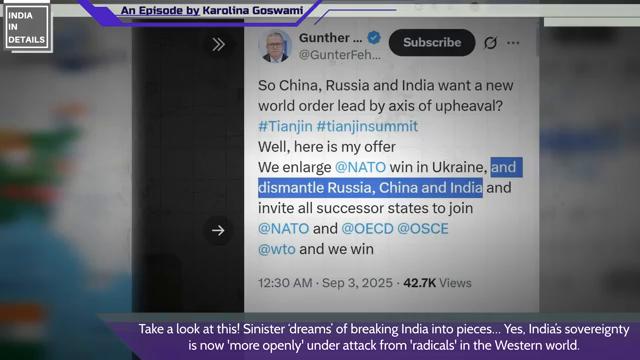 INDIA
IN
DETAILS
An Episode by Karolina Goswami
Gunther ...
Subscribe
@GunterFeh...
So China, Russia and India want a new
world order lead by axis of upheaval?
#Tianjin #tianjinsummit
Well, here is my offer
We enlarge @NATO win in Ukraine, and
dismantle Russia, China and India and
invite all successor states to join
@NATO and @OECD @OSCE
@wto and we win
12:30 AM · Sep 3, 2025 · 42.7K Views
Take a look at this! Sinister 'dreams' of breaking India into pieces... Yes, India's sovereignty
is now 'more openly' under attack from 'radicals' in the Western world.